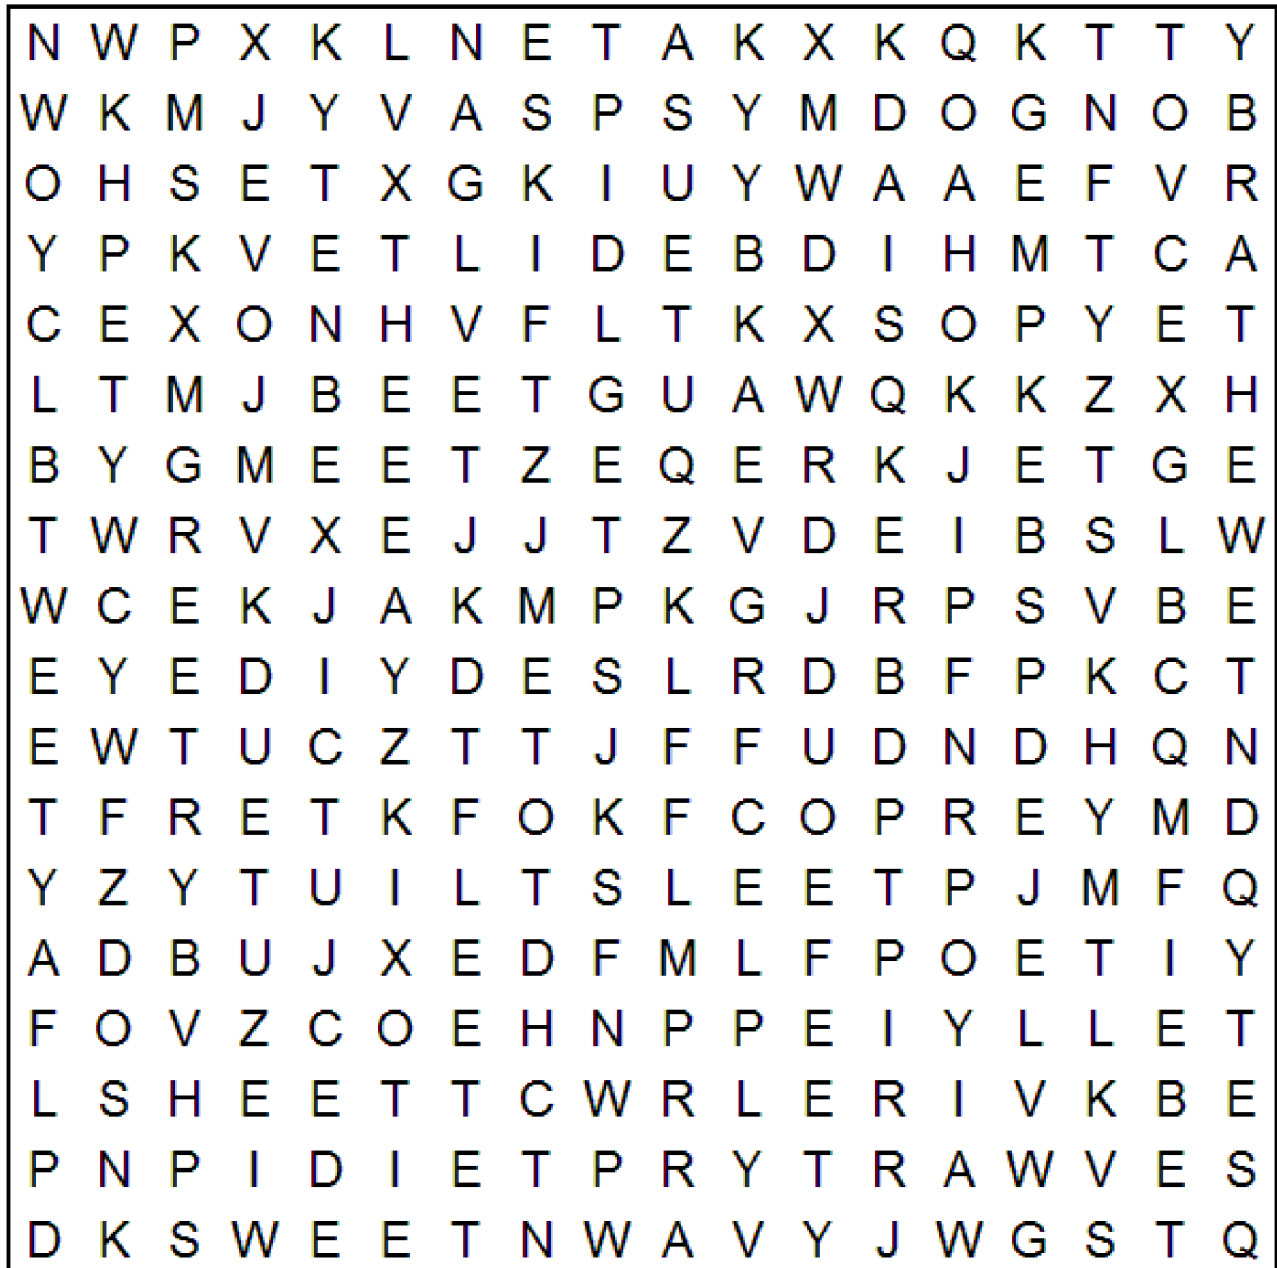 N W P X K L N E T A K X K Q K T T Y
W K M J Y V A S P S Y M D O G N O B
O H S E T X G K I U Y W A A E F V R
Y P K V E T L I D E B D I H M T C A
C E X O N H V F L T K X S O P Y E T
L T M J B E E T G U A W Q K K Z X H
B Y G M E E T Z E Q E R K J E T G E
T W R V X E J J T Z V D E I B S L W
W C E K J A K M P K G J R P S V B E
E Y E D I Y D E S L R D B F P K C T
E W T U C Z T T J F F U D N D H Q N
T F R E T K F O K F C O P R E Y M D
Y Z Y T U I L T S L E E T P J M F Q
A D B U J X E D F M L F P O E T I Y
F O V Z C O E H N P P E I Y L L E T
L S H E E T T C W R L E R I V K B E
P N P I D I E T P R Y T R A W V E S
D K S W E E T N W A V Y J W G S T Q